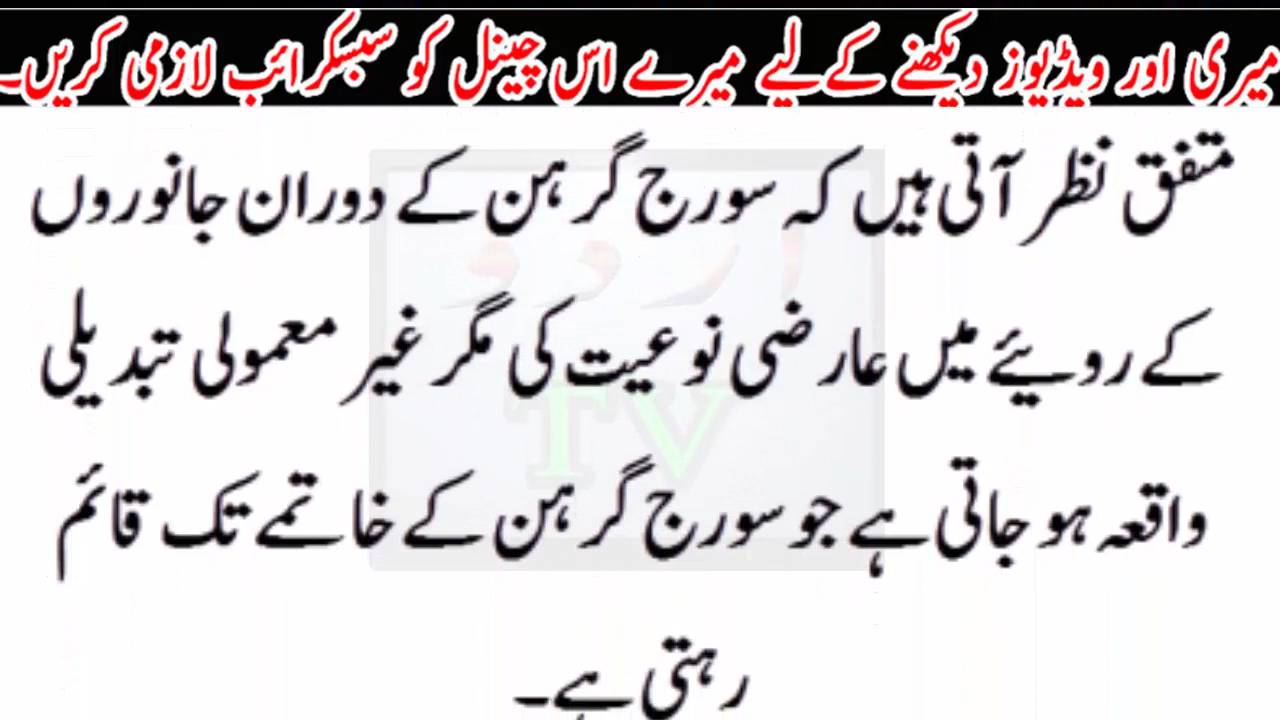 میری اور ویڈیوز دیکھنے کے لیے میرے اس چینل کو سبسکرائب لازمی کریں۔
متفق نظر آتی ہیں کہ سورج گرہن کے دوران جانوروں
کے رویئے میں عارضی نوعیت کی مگر غیر معمولی تبدیلی
واقعہ ہو جاتی ہے جو سورج گرہن کے خاتمے تک قائم
رہتی ہے۔
اردو
TV